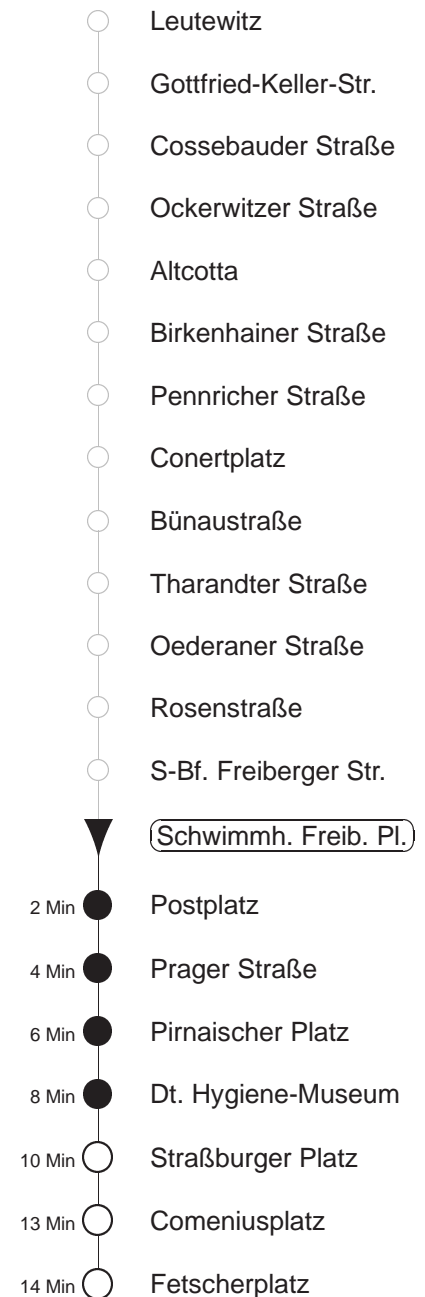 Leutewitz
Gottfried-Keller-Str.
Cossebauder Straße
Ockerwitzer Straße
Altcotta
Birkenhainer Straße
Pennricher Straße
Conertplatz
Bünaustraße
Tharandter Straße
Oederaner Straße
Rosenstraße
S-Bf. Freiberger Str.
Schwimmh. Freib. Pl.
2 Min Postplatz
4 Min Prager Straße
6 Min Pirnaischer Platz
8 Min Dt. Hygiene-Museum
10 Min Straßburger Platz
13 Min Comeniusplatz
14 Min Fetscherplatz